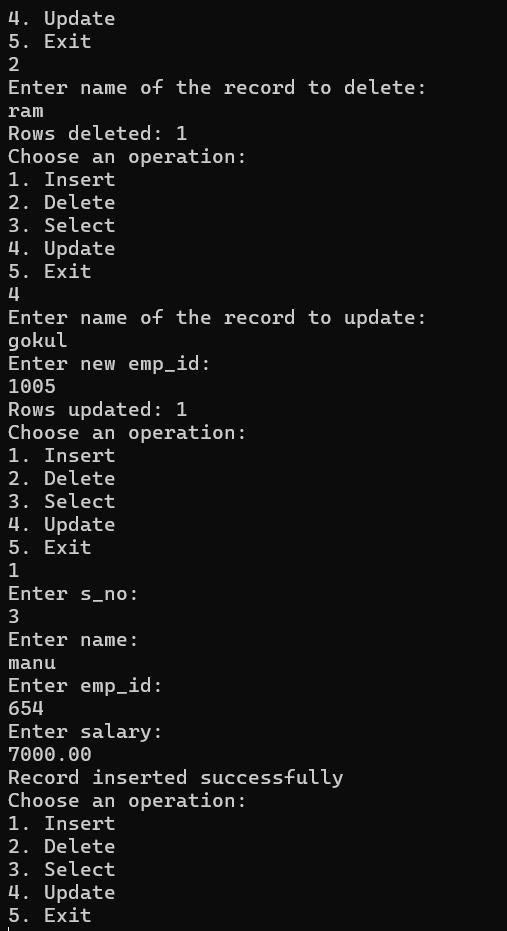 4. Update
5. Exit
2
Enter name of the record to delete:
ram
Rows deleted: 1
Choose an operation:
1. Insert
2. Delete
3. Select
4. Update
5. Exit
4
Enter name of the record to update:
gokul
Enter new emp_id:
1005
Rows updated: 1
Choose an operation:
1. Insert
2. Delete
3. Select
4. Update
5. Exit
1
Enter s_no:
3
Enter name:
manu
Enter emp_id:
654
Enter salary:
7000.00
Record inserted successfully
Choose an operation:
1. Insert
2. Delete
3. Select
4. Update
5. Exit